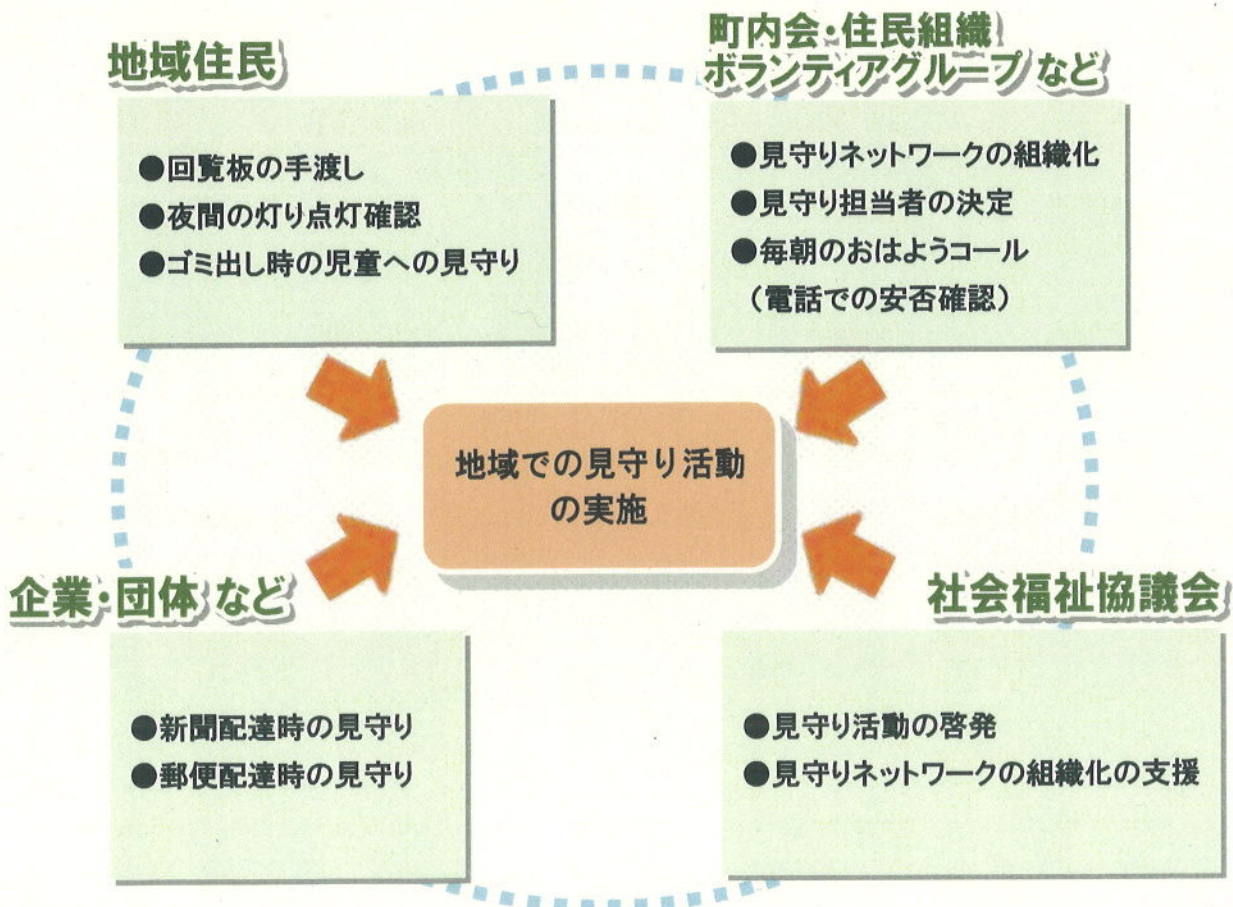 地域住民
●回覧板の手渡し
●夜間の灯り点灯確認
●ゴミ出し時の児童への見守り
町内会・住民組織
ボランティアグループ など
●見守りネットワークの組織化
●見守り担当者の決定
●毎朝のおはようコール
（電話での安否確認）
地域での見守り活動
の実施
企業・団体 など
●新聞配達時の見守り
●郵便配達時の見守り
社会福祉協議会
●見守り活動の啓発
●見守りネットワークの組織化の支援